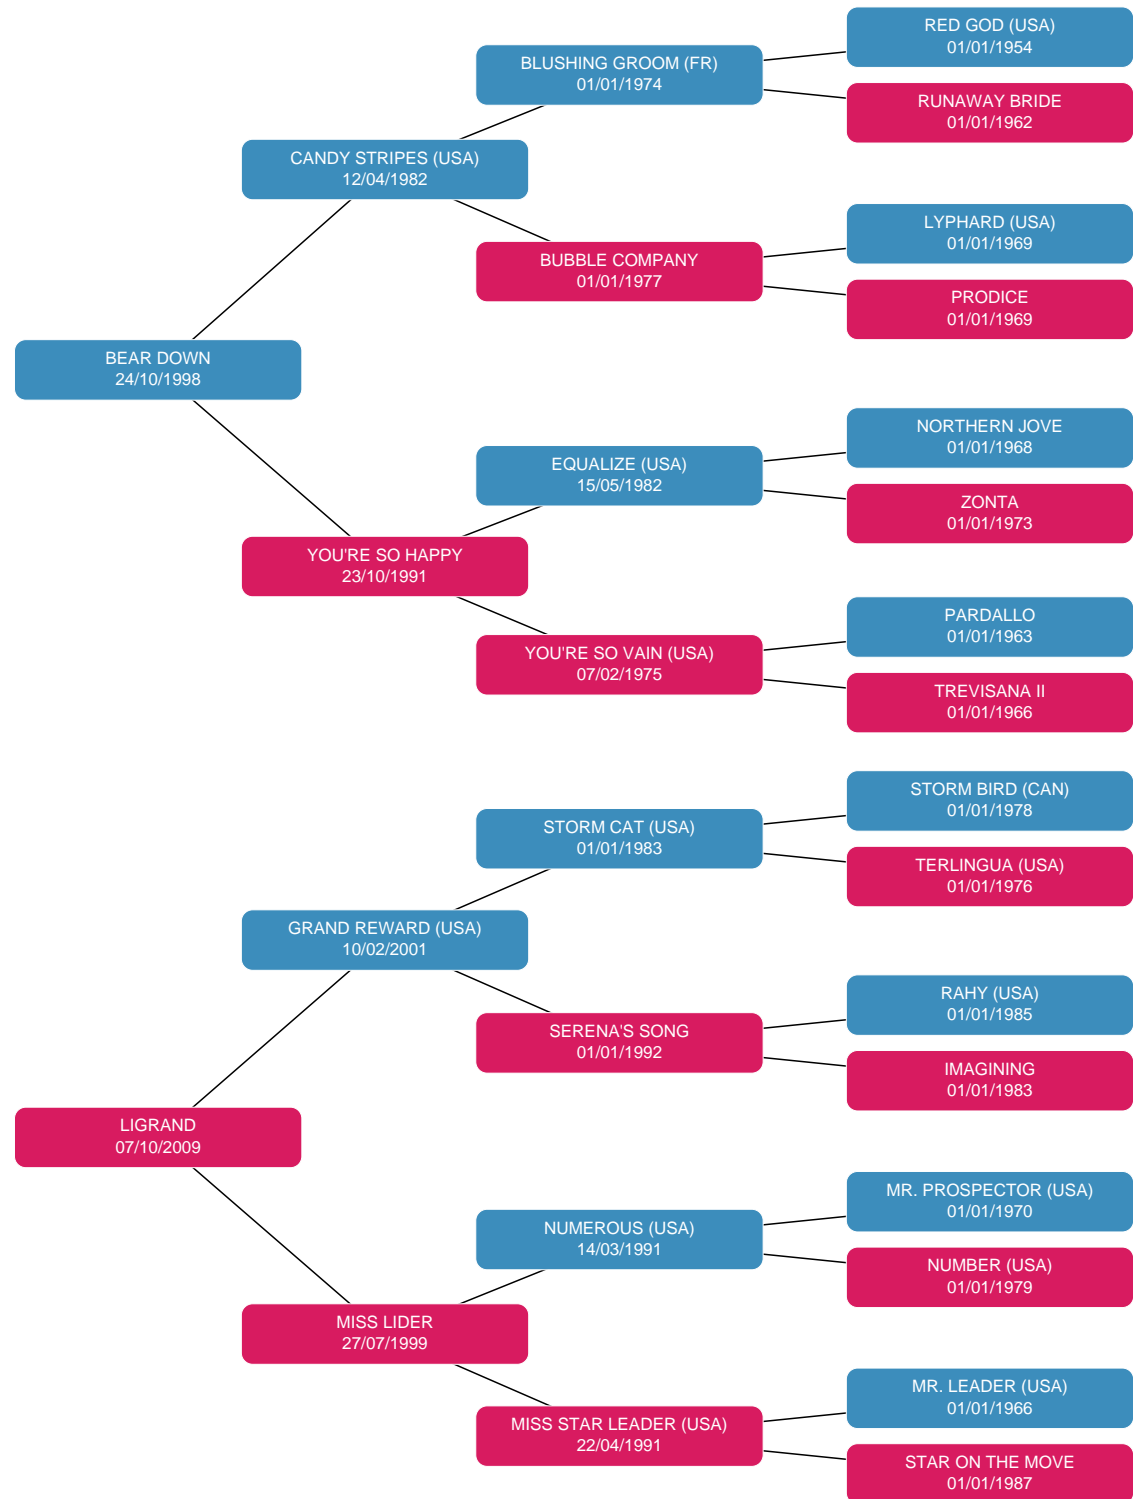 RED GOD (USA)
01/01/1954
BLUSHING GROOM (FR)
01/01/1974
RUNAWAY BRIDE
01/01/1962
CANDY STRIPES (USA)
12/04/1982
LYPHARD (USA)
01/01/1969
BUBBLE COMPANY
01/01/1977
PRODICE
01/01/1969
BEAR DOWN
24/10/1998
NORTHERN JOVE
01/01/1968
EQUALIZE (USA)
15/05/1982
ZONTA
01/01/1973
YOU'RE SO HAPPY
23/10/1991
PARDALLO
01/01/1963
YOU'RE SO VAIN (USA)
07/02/1975
TREVISANA II
01/01/1966
STORM BIRD (CAN)
01/01/1978
STORM CAT (USA)
01/01/1983
TERLINGUA (USA)
01/01/1976
GRAND REWARD (USA)
10/02/2001
RAHY (USA)
01/01/1985
SERENA'S SONG
01/01/1992
IMAGINING
01/01/1983
LIGRAND
07/10/2009
MR. PROSPECTOR (USA)
01/01/1970
NUMEROUS (USA)
14/03/1991
NUMBER (USA)
01/01/1979
MISS LIDER
27/07/1999
MR. LEADER (USA)
01/01/1966
MISS STAR LEADER (USA)
22/04/1991
STAR ON THE MOVE
01/01/1987